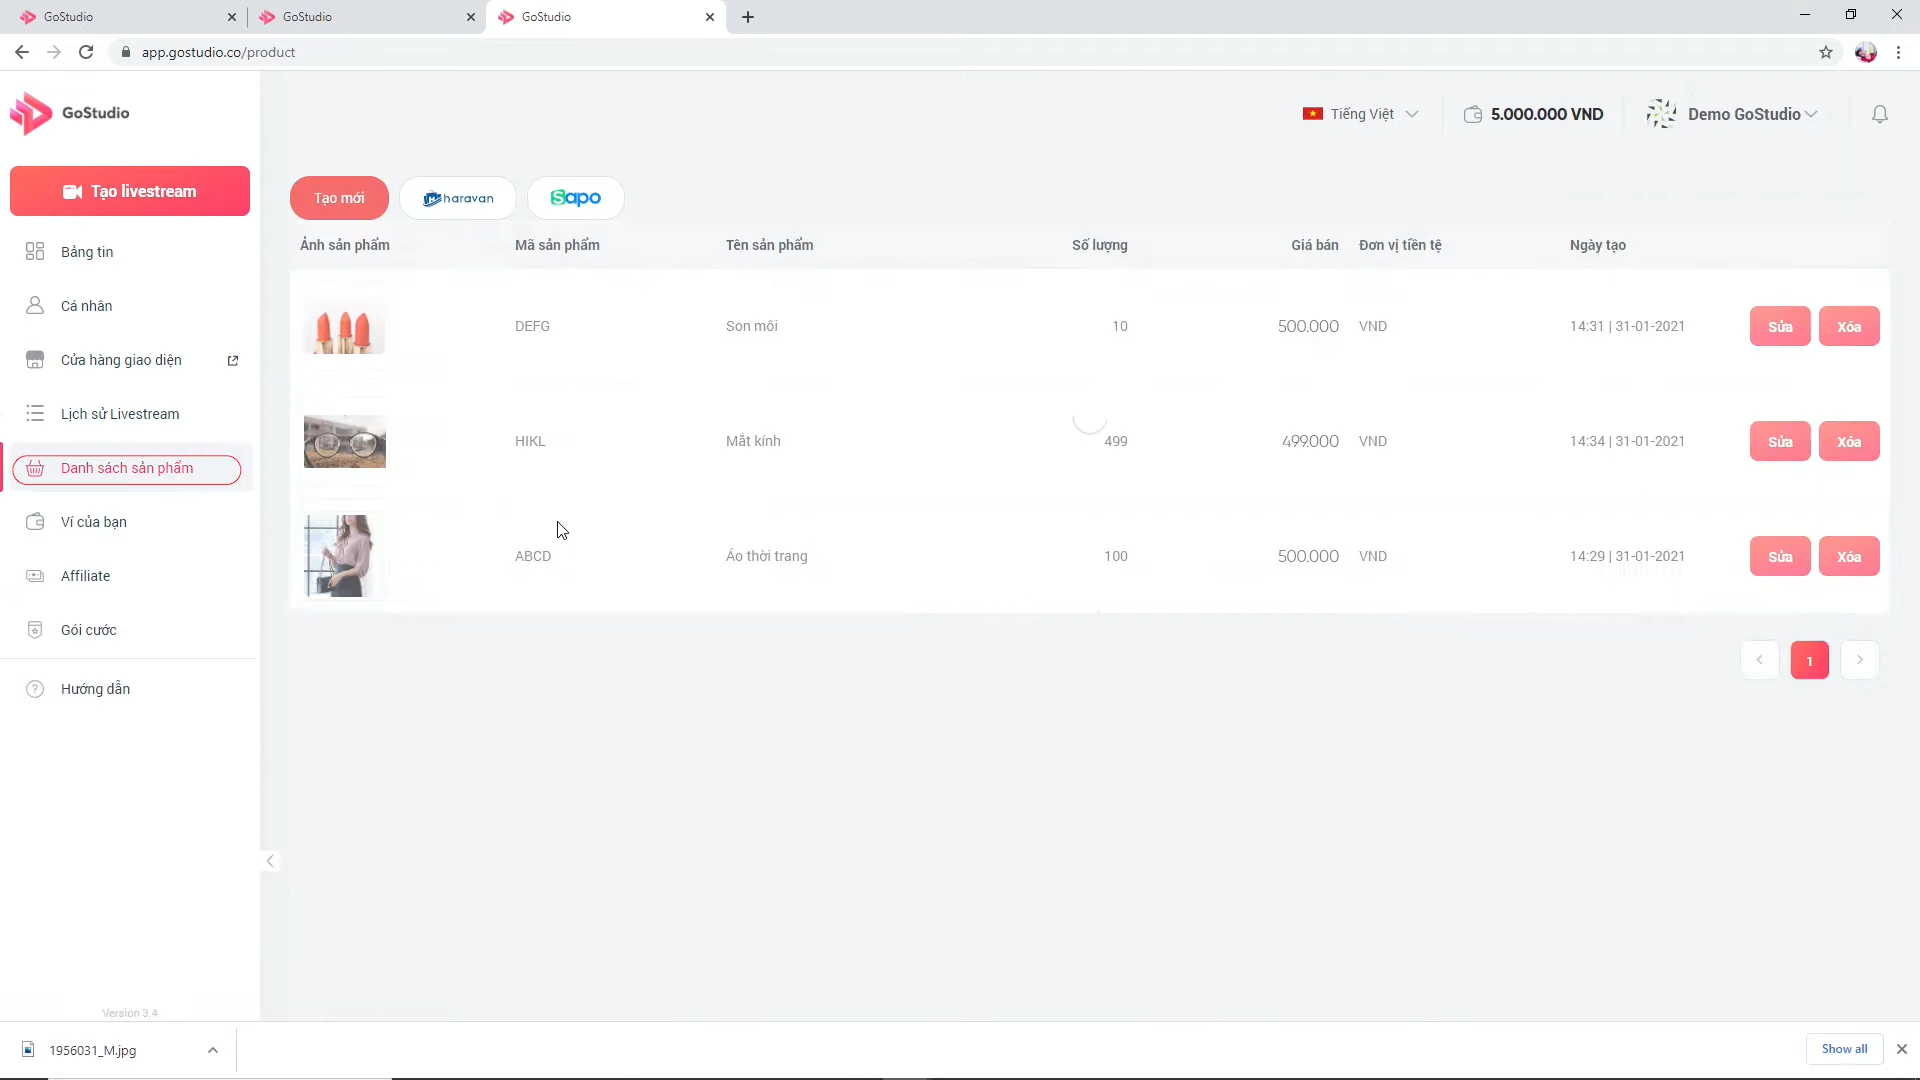 GoStudio
GoStudio
GoStudio
app.gostudio.co/product
GoStudio
Tiếng Việt
5.000.000 VND
Demo GoStudio
Tạo livestream
Bảng tin
Cá nhân
Cửa hàng giao diện
Lịch sử Livestream
Danh sách sản phẩm
Ví của bạn
Affiliate
Gói cước
Hướng dẫn
Version 3.4
Tạo mới
haravan
Sapo
Ảnh sản phẩm Mã sản phẩm Tên sản phẩm Số lượng Giá bán Đơn vị tiền tệ Ngày tạo
DEFG Son môi 10 500.000 VND 14:31 | 31-01-2021 Sửa Xóa
HIKL Mắt kính 499 499.000 VND 14:34 | 31-01-2021 Sửa Xóa
ABCD Áo thời trang 100 500.000 VND 14:29 | 31-01-2021 Sửa Xóa
1
1956031_M.jpg
Show all